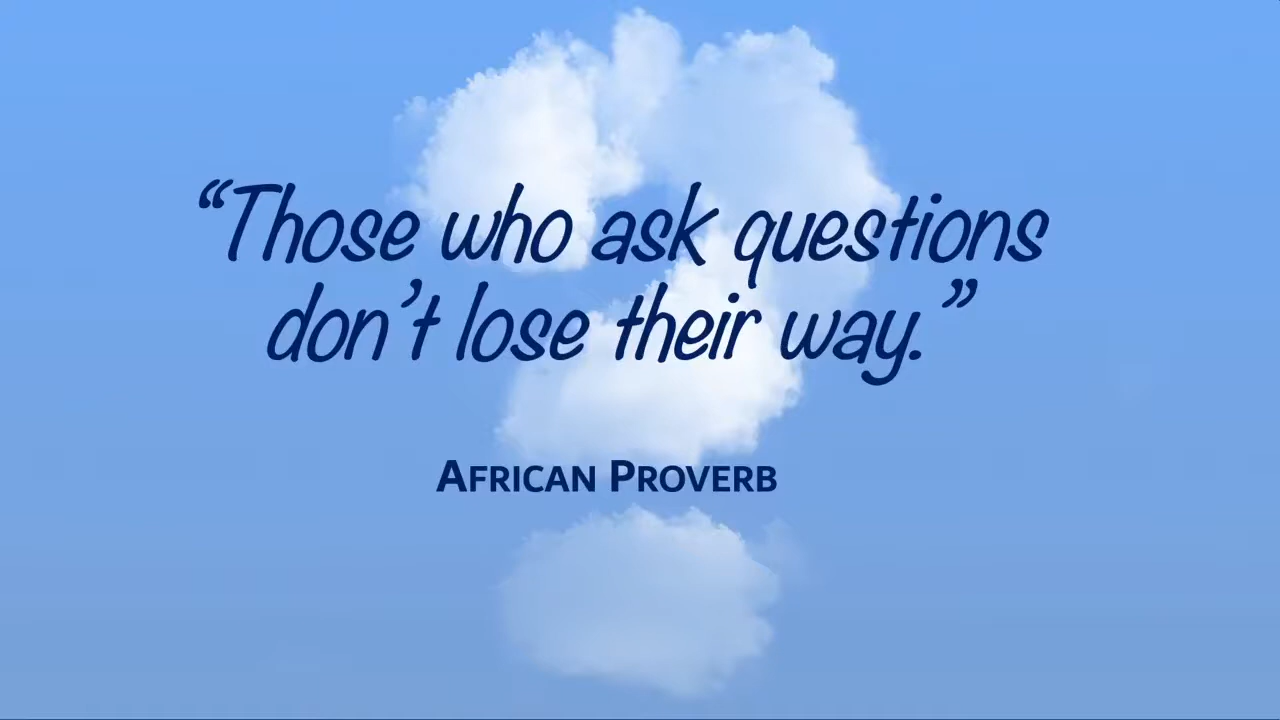 “Those who ask questions
don’t lose their way.”
AFRICAN PROVERB